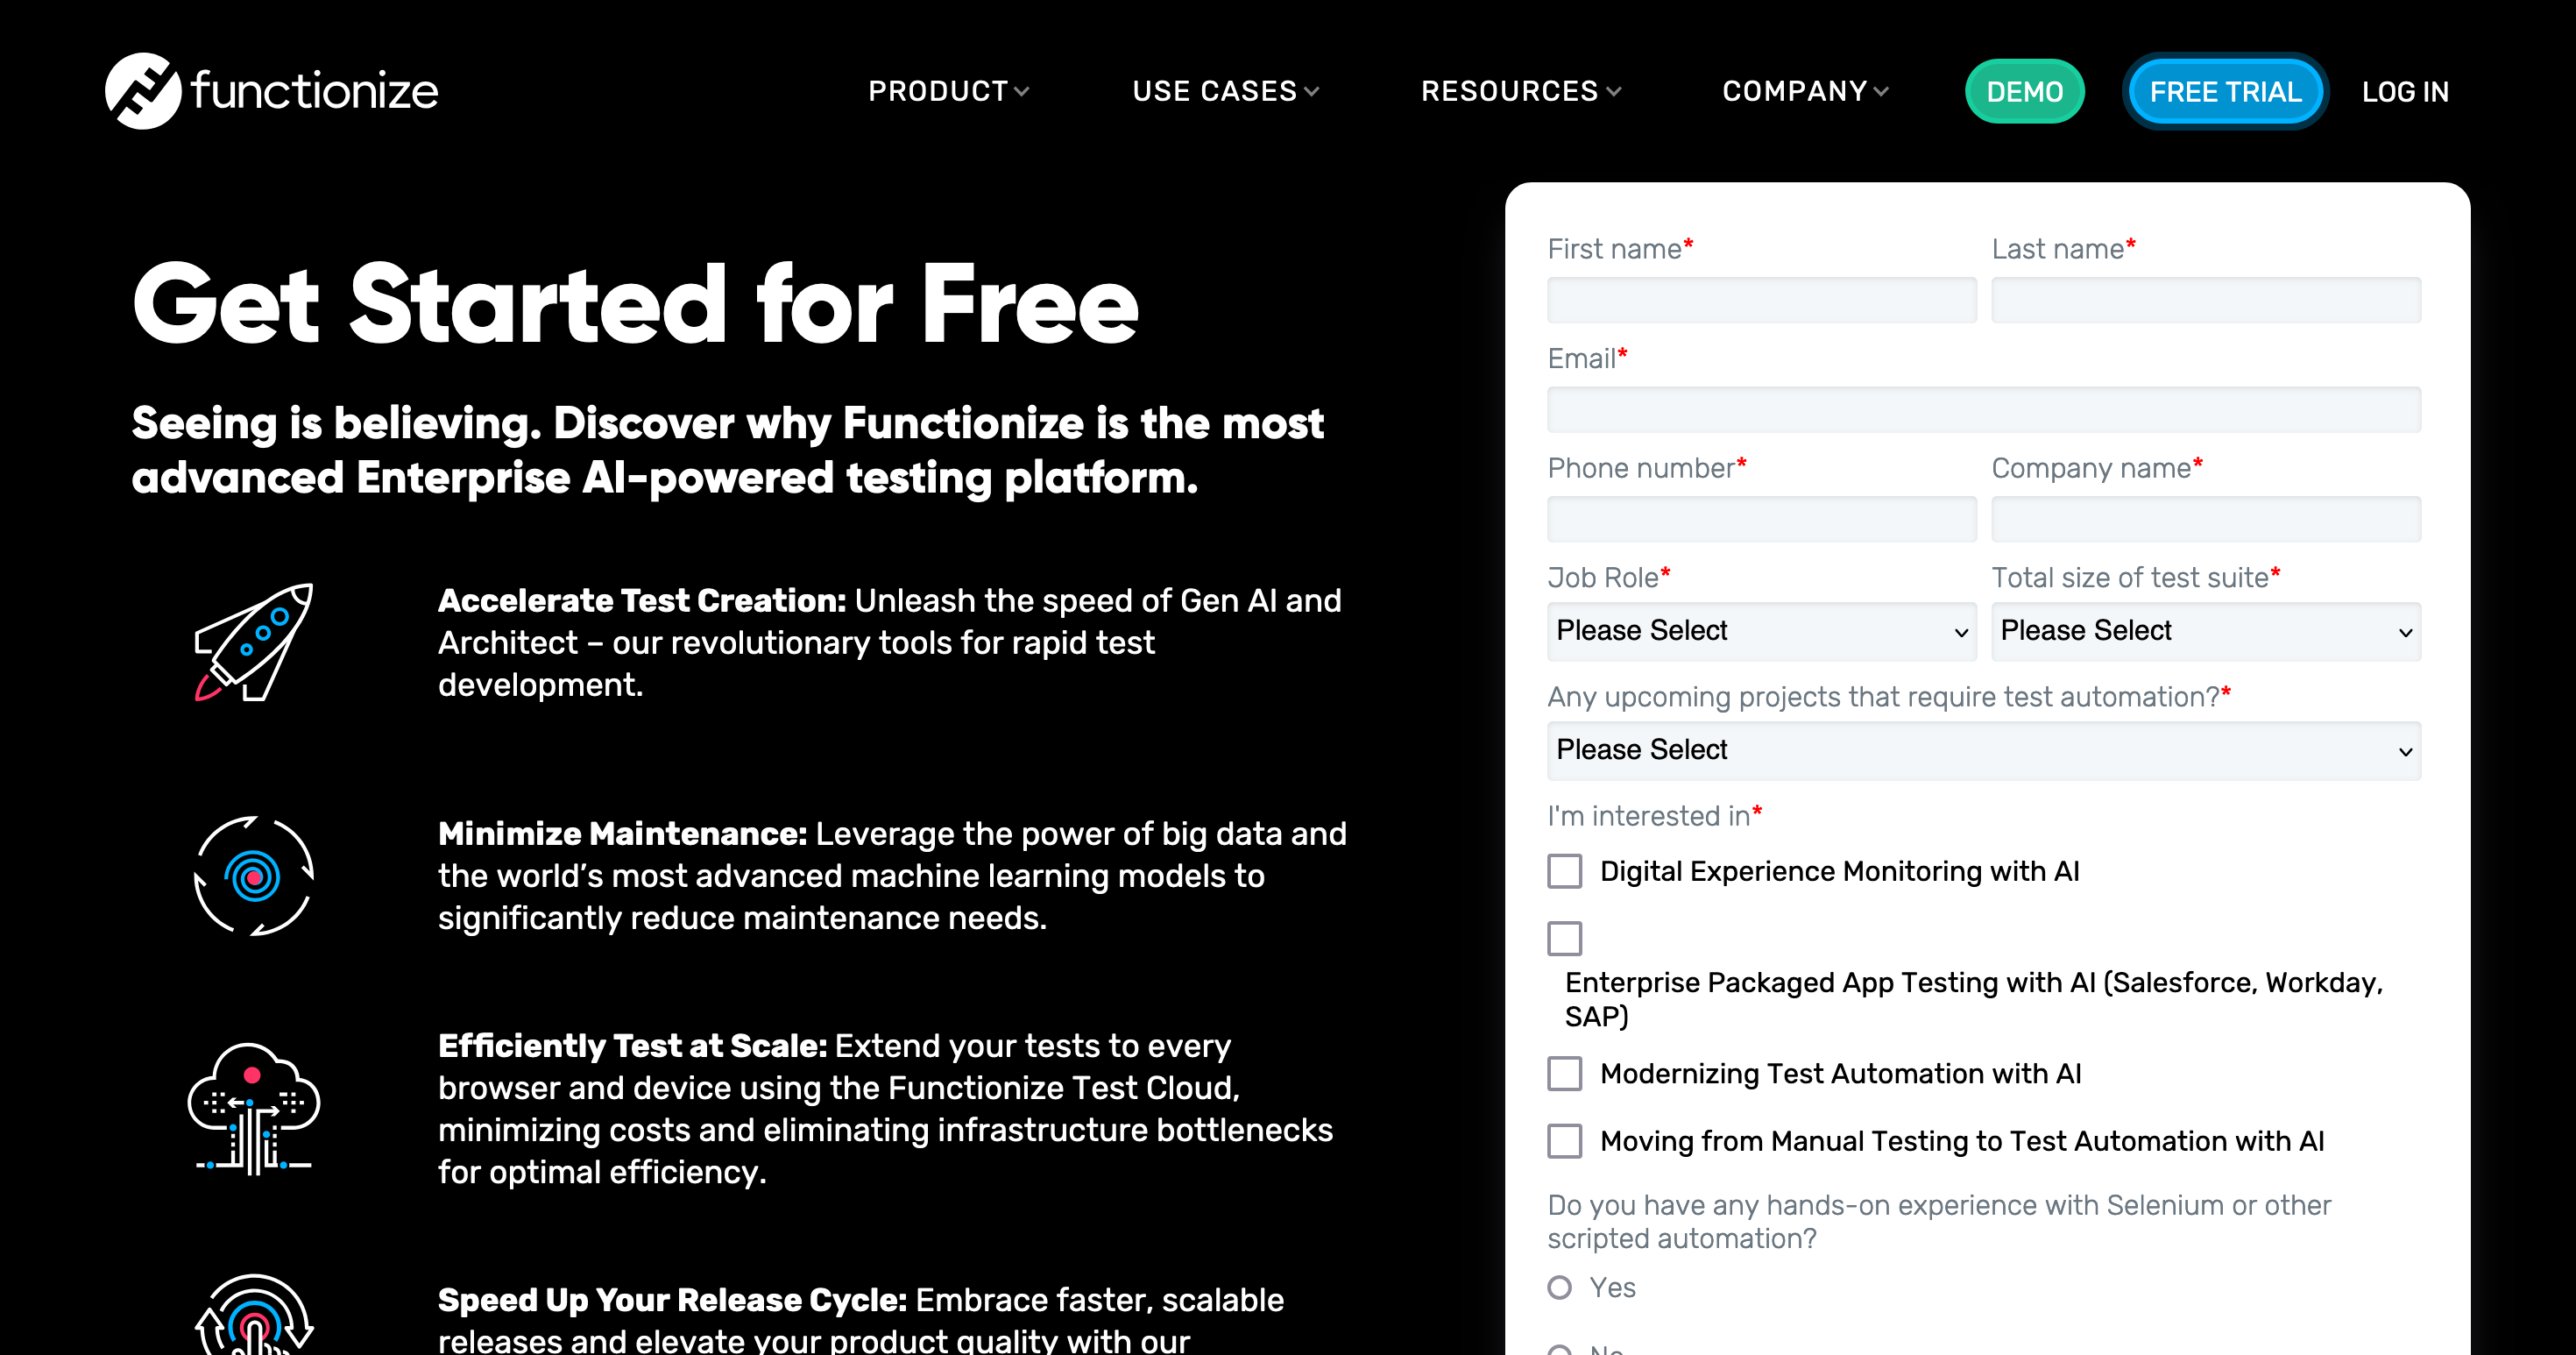 functionize
PRODUCT
USE CASES
RESOURCES
COMPANY
DEMO
FREE TRIAL
LOG IN
Get Started for Free
Seeing is believing. Discover why Functionize is the most
advanced Enterprise AI-powered testing platform.
Accelerate Test Creation: Unleash the speed of Gen AI and
Architect – our revolutionary tools for rapid test
development.
Minimize Maintenance: Leverage the power of big data and
the world’s most advanced machine learning models to
significantly reduce maintenance needs.
Efficiently Test at Scale: Extend your tests to every
browser and device using the Functionize Test Cloud,
minimizing costs and eliminating infrastructure bottlenecks
for optimal efficiency.
Speed Up Your Release Cycle: Embrace faster, scalable
releases and elevate your product quality with our
First name*
Last name*
Email*
Phone number*
Company name*
Job Role*
Total size of test suite*
Please Select
Please Select
Any upcoming projects that require test automation?*
Please Select
I'm interested in*
Digital Experience Monitoring with AI
Enterprise Packaged App Testing with AI (Salesforce, Workday,
SAP)
Modernizing Test Automation with AI
Moving from Manual Testing to Test Automation with AI
Do you have any hands-on experience with Selenium or other
scripted automation?
Yes
No